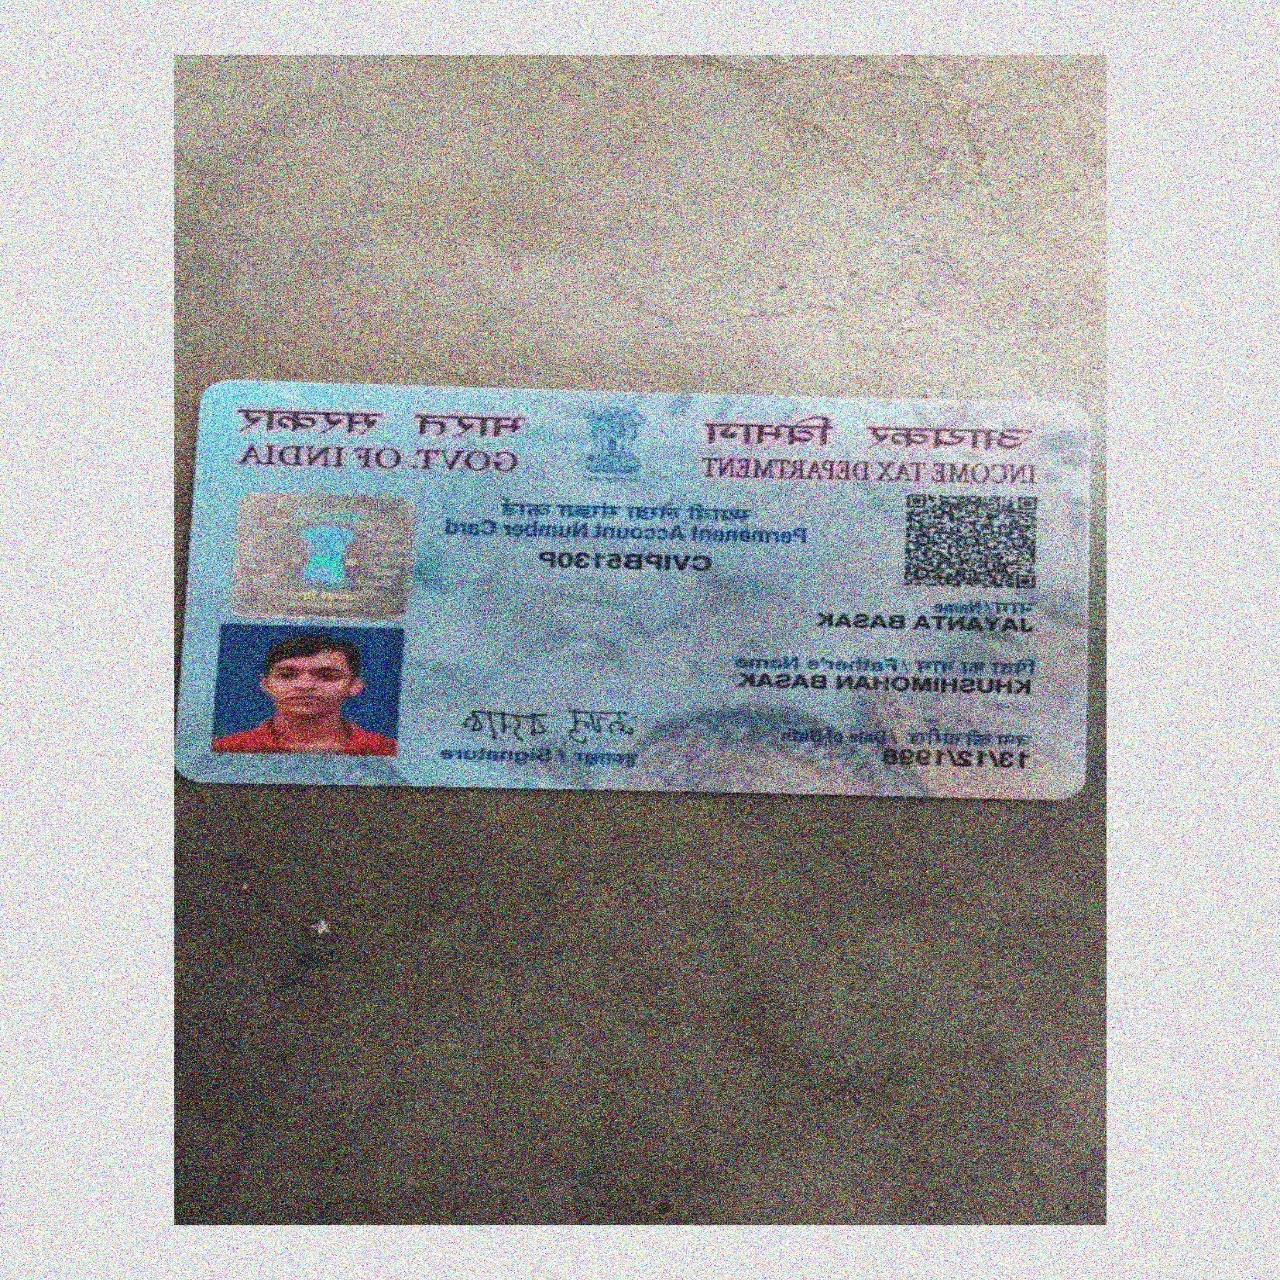 आयकर विभाग
INCOME TAX DEPARTMENT
भारत सरकार
GOVT. OF INDIA
स्थायी लेखा संख्या कार्ड
Permanent Account Number Card
CVIPB5130P
नाम / Name
JAYANTA BASAK
पिता का नाम / Father's Name
KHUSHIMOHAN BASAK
जन्म की तारीख / Date of Birth
13/12/1998
हस्ताक्षर / Signature